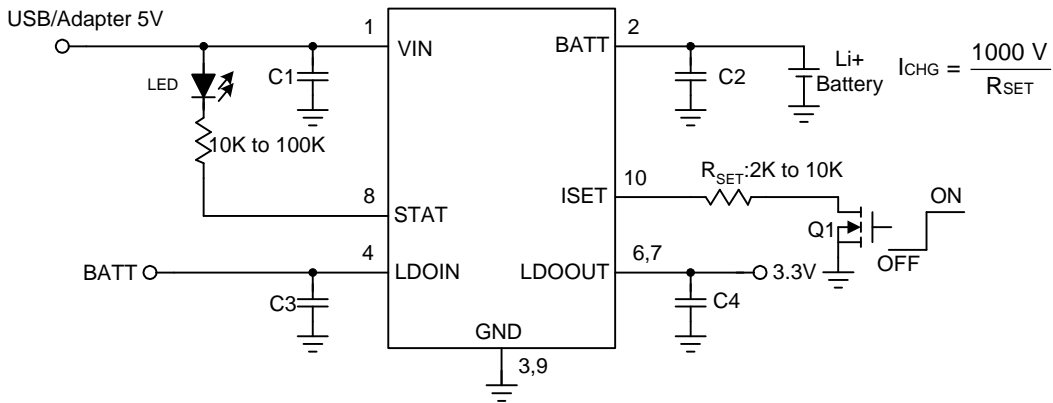 USB/Adapter 5V
1
VIN
BATT
2
LED
C1
C2
Li+
Battery
ICHG = 1000 V
RSET
10K to 100K
8
STAT
ISET
10
RSET:2K to 10K
Q1
ON
OFF
BATT
4
LDOIN
LDOOUT
6,7
3.3V
C3
C4
GND
3,9